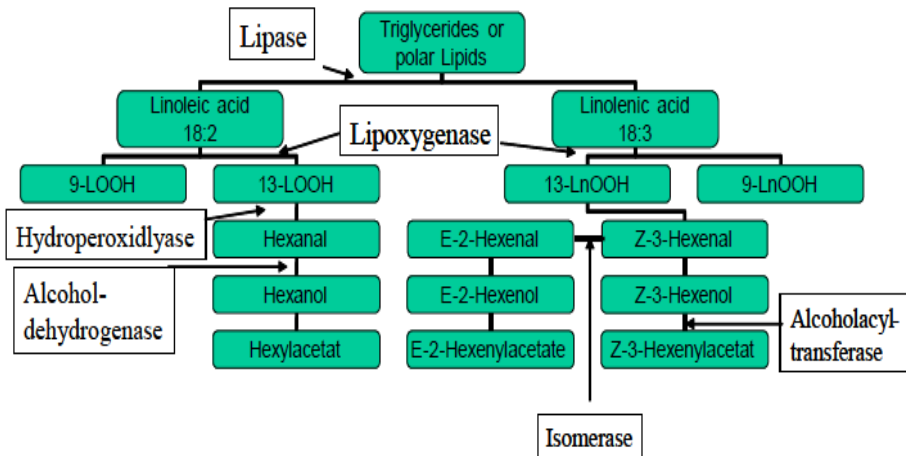 Lipase
Triglycerides or
polar Lipids
Linoleic acid
18:2
Lipoxygenase
Linolenic acid
18:3
9-LOOH
13-LOOH
13-LnOOH
9-LnOOH
Hydroperoxidlyase
Hexanal
E-2-Hexenal
Z-3-Hexenal
Alcohol-
dehydrogenase
Hexanol
E-2-Hexenol
Z-3-Hexenol
Alcoholacyl-
transferase
Hexylacetat
E-2-Hexenylacetate
Z-3-Hexenylacetat
Isomerase